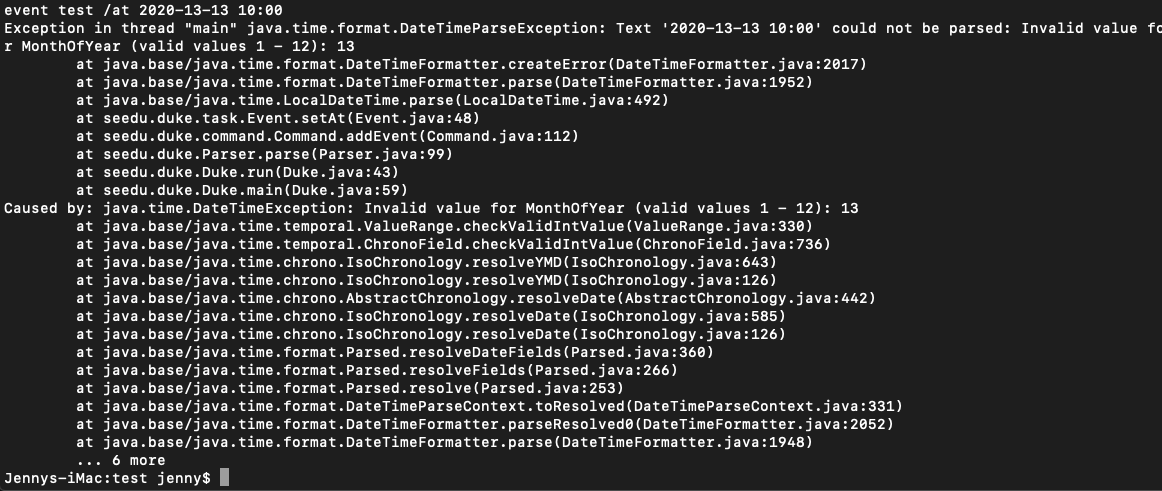 event test /at 2020-13-13 10:00
Exception in thread "main" java.time.format.DateTimeParseException: Text '2020-13-13 10:00' could not be parsed: Invalid value fo
r MonthOfYear (valid values 1 - 12): 13
at java.base/java.time.format.DateTimeFormatter.createError(DateTimeFormatter.java:2017)
at java.base/java.time.format.DateTimeFormatter.parse(DateTimeFormatter.java:1952)
at java.base/java.time.LocalDateTime.parse(LocalDateTime.java:492)
at seedu.duke.task.Event.setAt(Event.java:48)
at seedu.duke.command.Command.addEvent(Command.java:112)
at seedu.duke.Parser.parse(Parser.java:99)
at seedu.duke.Duke.run(Duke.java:43)
at seedu.duke.Duke.main(Duke.java:59)
Caused by: java.time.DateTimeException: Invalid value for MonthOfYear (valid values 1 - 12): 13
at java.base/java.time.temporal.ValueRange.checkValidIntValue(ValueRange.java:330)
at java.base/java.time.temporal.ChronoField.checkValidIntValue(ChronoField.java:736)
at java.base/java.time.chrono.IsoChronology.resolveYMD(IsoChronology.java:643)
at java.base/java.time.chrono.IsoChronology.resolveYMD(IsoChronology.java:126)
at java.base/java.time.chrono.AbstractChronology.resolveDate(AbstractChronology.java:442)
at java.base/java.time.chrono.IsoChronology.resolveDate(IsoChronology.java:585)
at java.base/java.time.chrono.IsoChronology.resolveDate(IsoChronology.java:126)
at java.base/java.time.format.Parsed.resolveDateFields(Parsed.java:360)
at java.base/java.time.format.Parsed.resolveFields(Parsed.java:266)
at java.base/java.time.format.Parsed.resolve(Parsed.java:253)
at java.base/java.time.format.DateTimeParseContext.toResolved(DateTimeParseContext.java:331)
at java.base/java.time.format.DateTimeFormatter.parseResolved0(DateTimeFormatter.java:2052)
at java.base/java.time.format.DateTimeFormatter.parse(DateTimeFormatter.java:1948)
... 6 more
Jennys-iMac:test jenny$